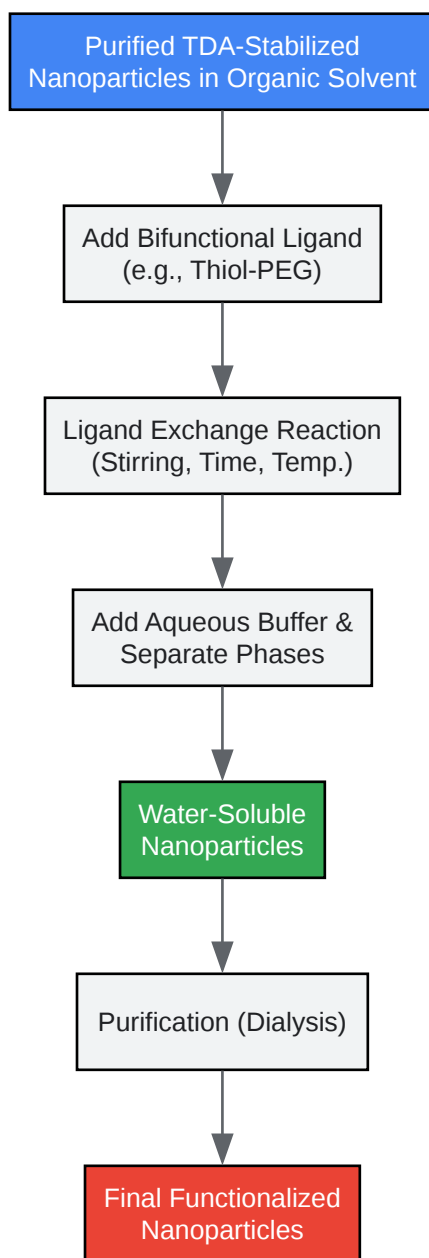 Purified TDA-Stabilized
Nanoparticles in Organic Solvent
Add Bifunctional Ligand
(e.g., Thiol-PEG)
Ligand Exchange Reaction
(Stirring, Time, Temp.)
Add Aqueous Buffer &
Separate Phases
Water-Soluble
Nanoparticles
Purification (Dialysis)
Final Functionalized
Nanoparticles